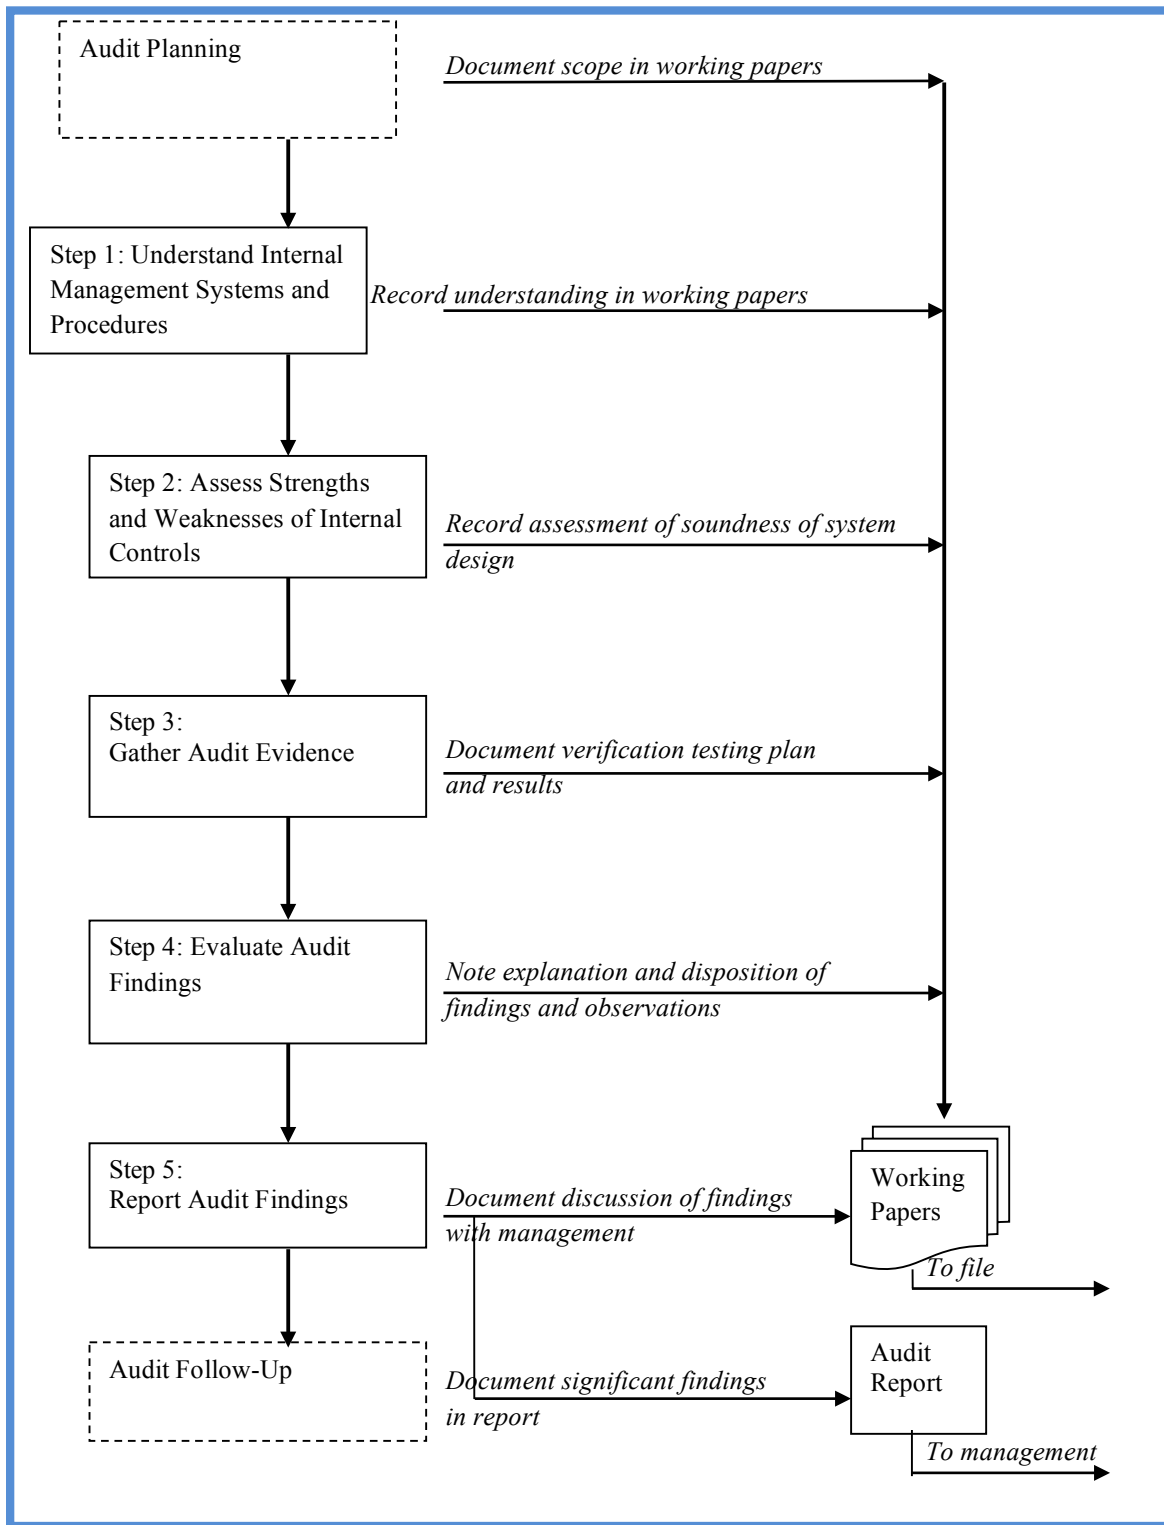 Audit Planning
Document scope in working papers
Step 1: Understand Internal
Management Systems and
Procedures
Record understanding in working papers
Step 2: Assess Strengths
and Weaknesses of Internal
Controls
Record assessment of soundness of system
design
Step 3:
Gather Audit Evidence
Document verification testing plan
and results
Step 4: Evaluate Audit
Findings
Note explanation and disposition of
findings and observations
Step 5:
Report Audit Findings
Document discussion of findings
with management
Working
Papers
To file
Audit Follow-Up
Document significant findings
in report
Audit
Report
To management